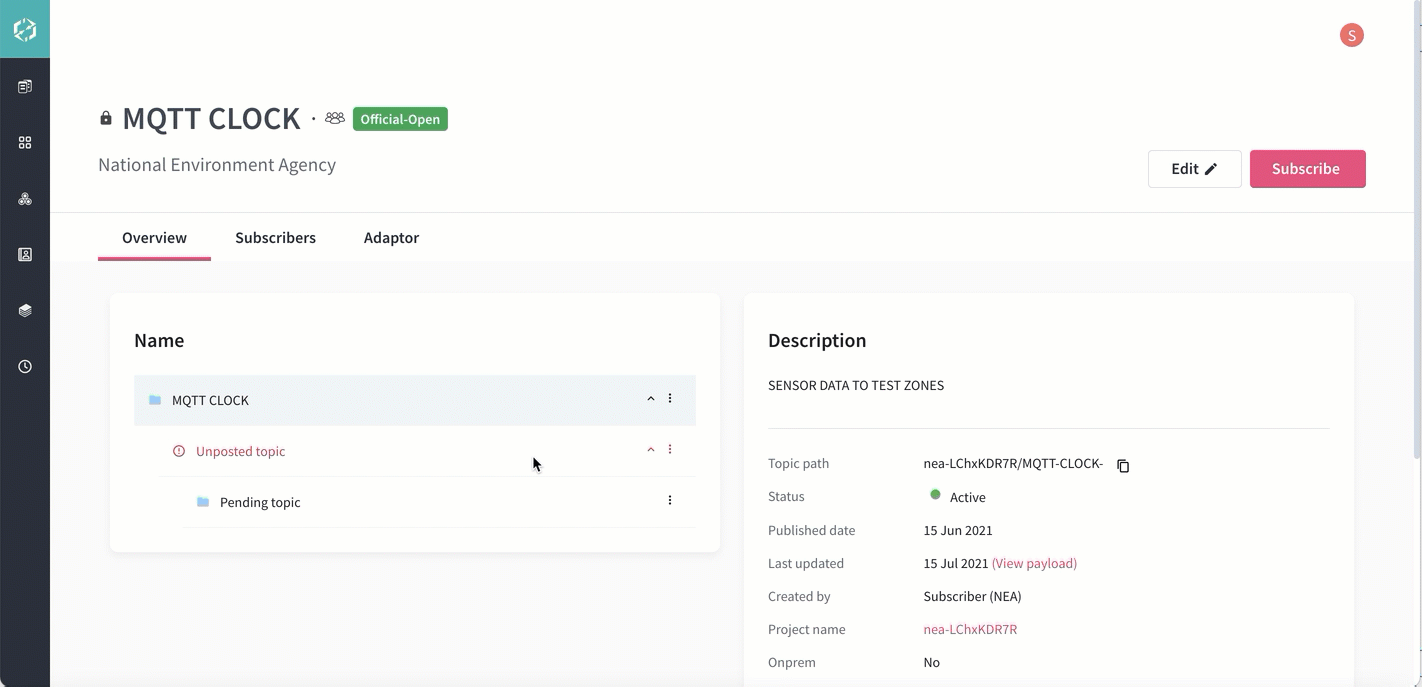 S
MQTT CLOCK · Official-Open
National Environment Agency
Edit Subscribe
Overview Subscribers Adaptor
Name
MQTT CLOCK
Unposted topic
Pending topic
Description
SENSOR DATA TO TEST ZONES
Topic path nea-LChxKDR7R/MQTT-CLOCK-
Status Active
Published date 15 Jun 2021
Last updated 15 Jul 2021 (View payload)
Created by Subscriber (NEA)
Project name nea-LChxKDR7R
Onprem No